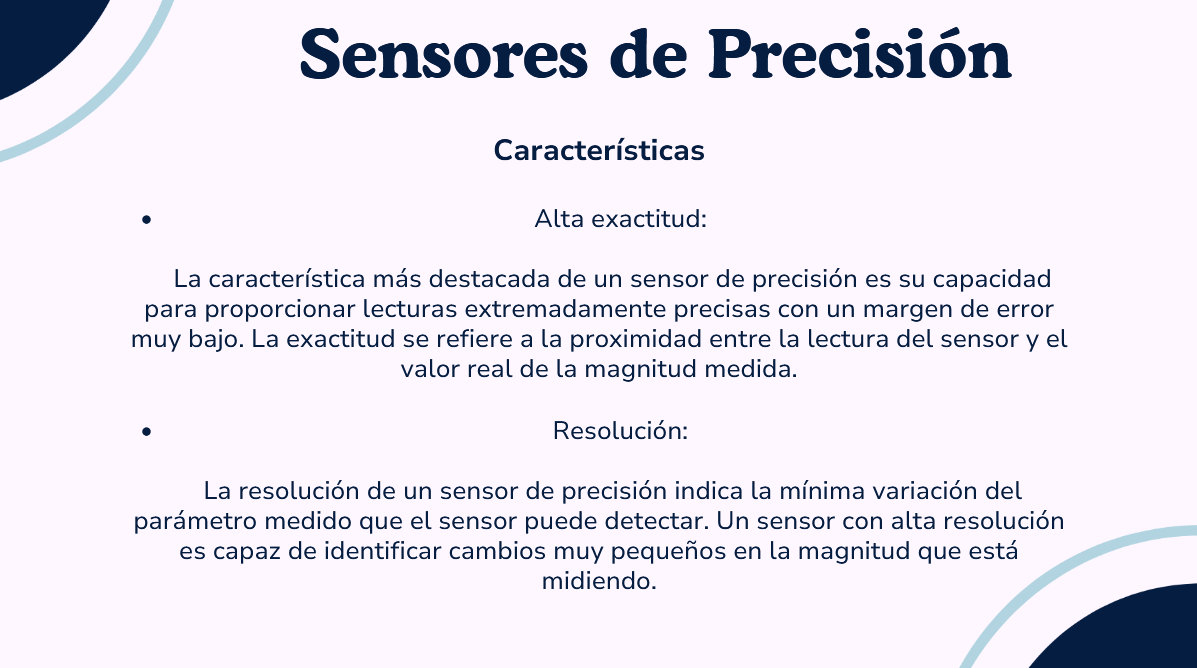 Sensores de Precisión
Características
• Alta exactitud:
La característica más destacada de un sensor de precisión es su capacidad
para proporcionar lecturas extremadamente precisas con un margen de error
muy bajo. La exactitud se refiere a la proximidad entre la lectura del sensor y el
valor real de la magnitud medida.
• Resolución:
La resolución de un sensor de precisión indica la mínima variación del
parámetro medido que el sensor puede detectar. Un sensor con alta resolución
es capaz de identificar cambios muy pequeños en la magnitud que está
midiendo.